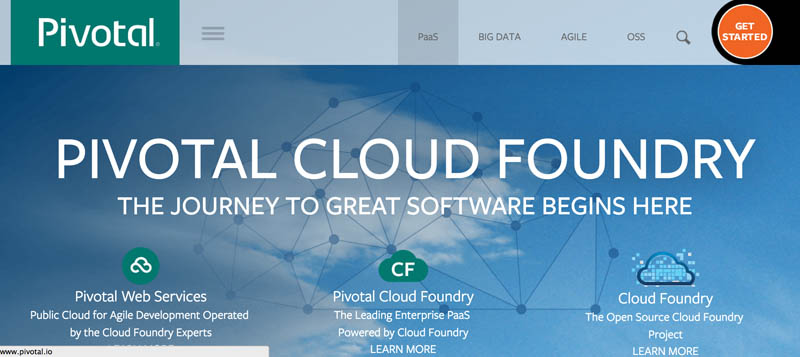 Pivotal
PaaS BIG DATA AGILE OSS
GET
STARTED
PIVOTAL CLOUD FOUNDRY
THE JOURNEY TO GREAT SOFTWARE BEGINS HERE
CF
Pivotal Web Services
Public Cloud for Agile Development Operated
by the Cloud Foundry Experts
LEARN MORE
Pivotal Cloud Foundry
The Leading Enterprise PaaS
Powered by Cloud Foundry
LEARN MORE
Cloud Foundry
The Open Source Cloud Foundry
Project
LEARN MORE
www.pivotal.io